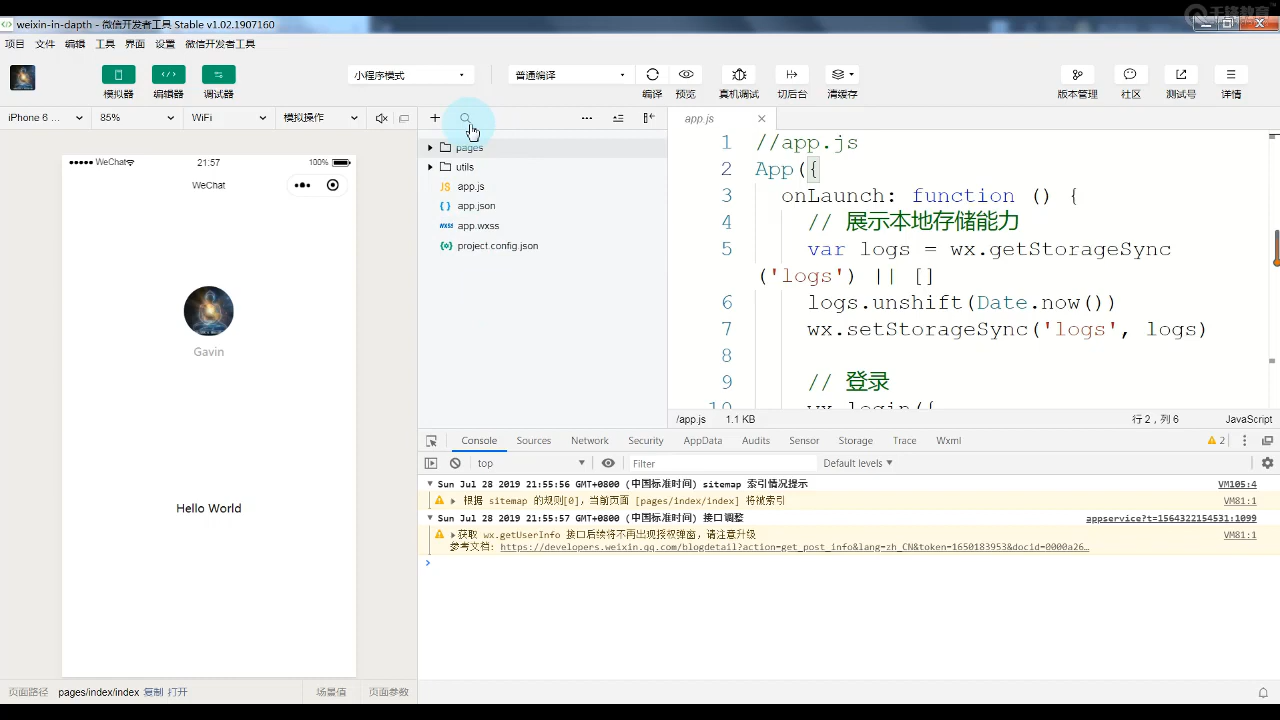 千锋教育
weixin-in-dapth - 微信开发者工具 Stable v1.02.1907160
项目 文件 编辑 工具 界面 设置 微信开发者工具
小程序模式
普通编译
模拟器 编辑器 调试器
编译 预览 真机调试 切后台 清缓存
版本管理 社区 测试号 详情
iPhone 6 ... 85% WiFi 模拟操作
app.js
WeChat 21:57 100%
WeChat
Gavin
Hello World
pages
utils
JS app.js
{ } app.json
WXSS app.wxss
{o} project.config.json
1 //app.js
2 App({
3 onLaunch: function () {
4 // 展示本地存储能力
5 var logs = wx.getStorageSync
('logs') || []
6 logs.unshift(Date.now())
7 wx.setStorageSync('logs', logs)
8
9 // 登录
10 wx.login({
/app.js 1.1 KB 行 2，列 6 JavaScript
Console Sources Network Security AppData Audits Sensor Storage Trace Wxml 2
top Filter Default levels
Sun Jul 28 2019 21:55:56 GMT+0800 (中国标准时间) sitemap 索引情况提示 VM105:4
根据 sitemap 的规则[0]，当前页面 [pages/index/index] 将被索引 VM81:1
Sun Jul 28 2019 21:55:57 GMT+0800 (中国标准时间) 接口调整 appservice?t=1564322154531:1099
获取 wx.getUserInfo 接口后续将不再出现授权弹窗，请注意升级 VM81:1
参考文档: https://developers.weixin.qq.com/blogdetail?action=get_post_info&lang=zh_CN&token=1650183953&docid=0000a26…
页面路径 pages/index/index 复制 打开 场景值 页面参数